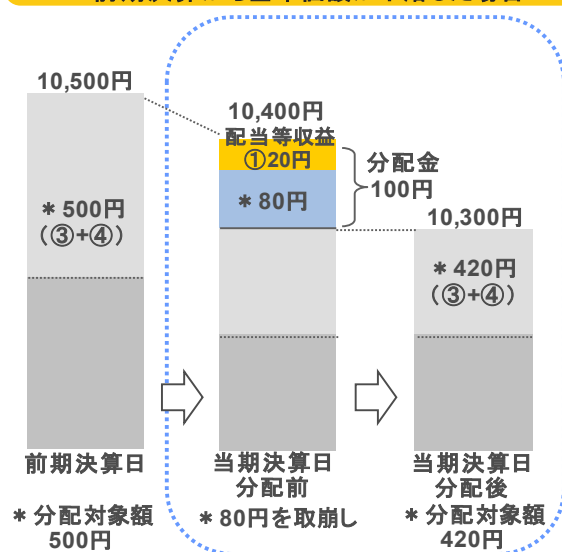 10,500円
10,400円
配当等収益
①20円
分配金
100円
＊80円
＊500円
（③+④）
10,300円
＊420円
（③+④）
前期決算日
当期決算日
分配前
当期決算日
分配後
＊分配対象額
500円
＊80円を取崩し
＊分配対象額
420円